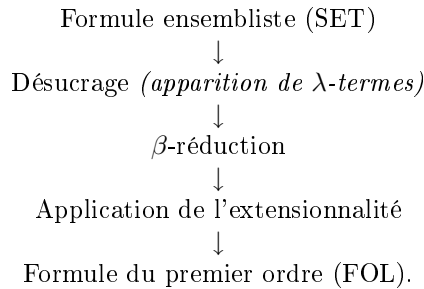 Formule ensembliste (SET)
↓
Désucrage (apparition de λ-termes)
↓
β-réduction
↓
Application de l'extensionnalité
↓
Formule du premier ordre (FOL).